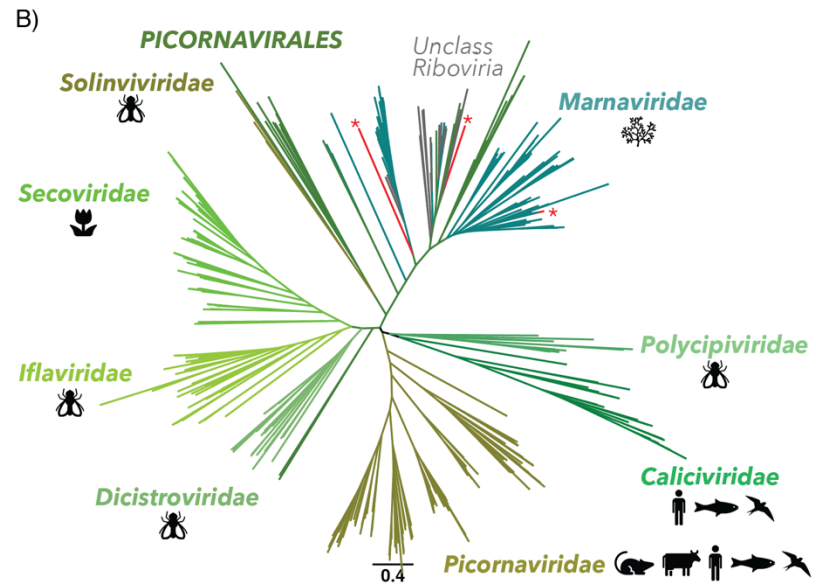 B)
PICORNAVIRALES
Unclass
Riboviria
Solinviviridae
Marnaviridae
*
*
Secoviridae
*
Polycipiviridae
Iflaviridae
Caliciviridae
Dicistroviridae
Picornaviridae
0.4